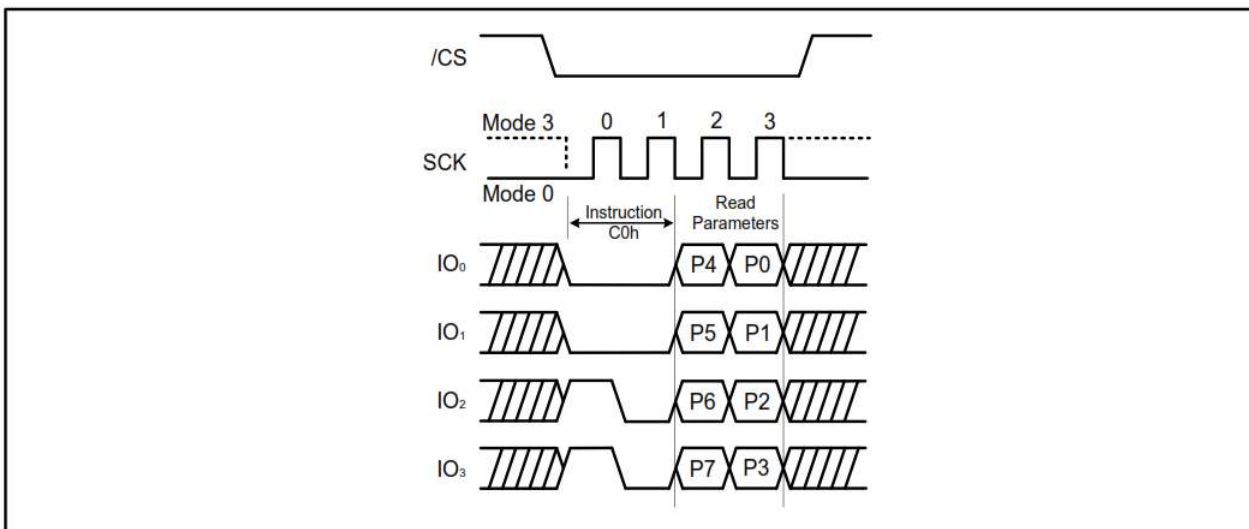 /CS
Mode 3 0 1 2 3
SCK
Mode 0
Instruction
C0h
Read
Parameters
IO₀ P4 P0
IO₁ P5 P1
IO₂ P6 P2
IO₃ P7 P3